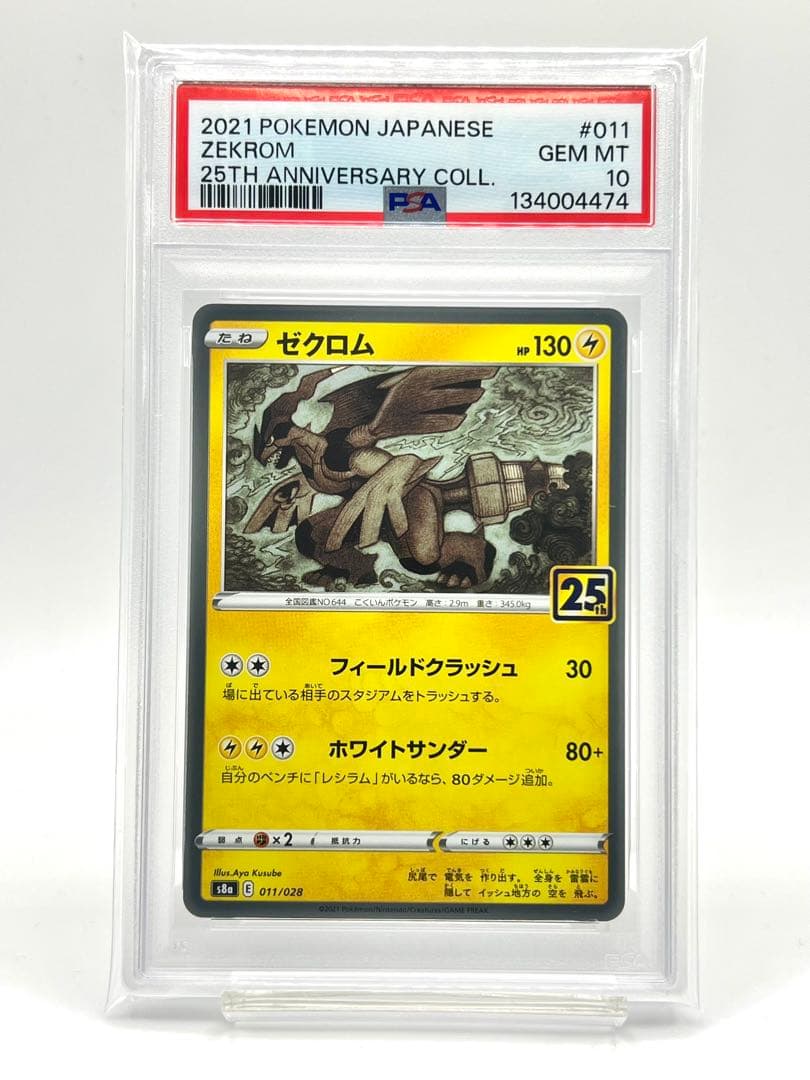 2021 POKEMON JAPANESE #011
ZEKROM GEM MT
25TH ANNIVERSARY COLL. 10
PSA 134004474
たね ゼクロム HP 130
全国図鑑NO.644 こくいんポケモン 高さ:2.9m 重さ:345.0kg
25th
フィールドクラッシュ 30
場に出ている相手のスタジアムをトラッシュする。
ホワイトサンダー 80+
自分のベンチに「レシラム」がいるなら、80ダメージ追加。
弱点 ×2 抵抗力 にげる
Illus.Aya Kusube
尻尾で 電気を 作り出す。 全身を 雷雲に
隠して イッシュ地方の 空を 飛ぶ。
s8a E 011/028
©2021 Pokémon/Nintendo/Creatures/GAME FREAK.